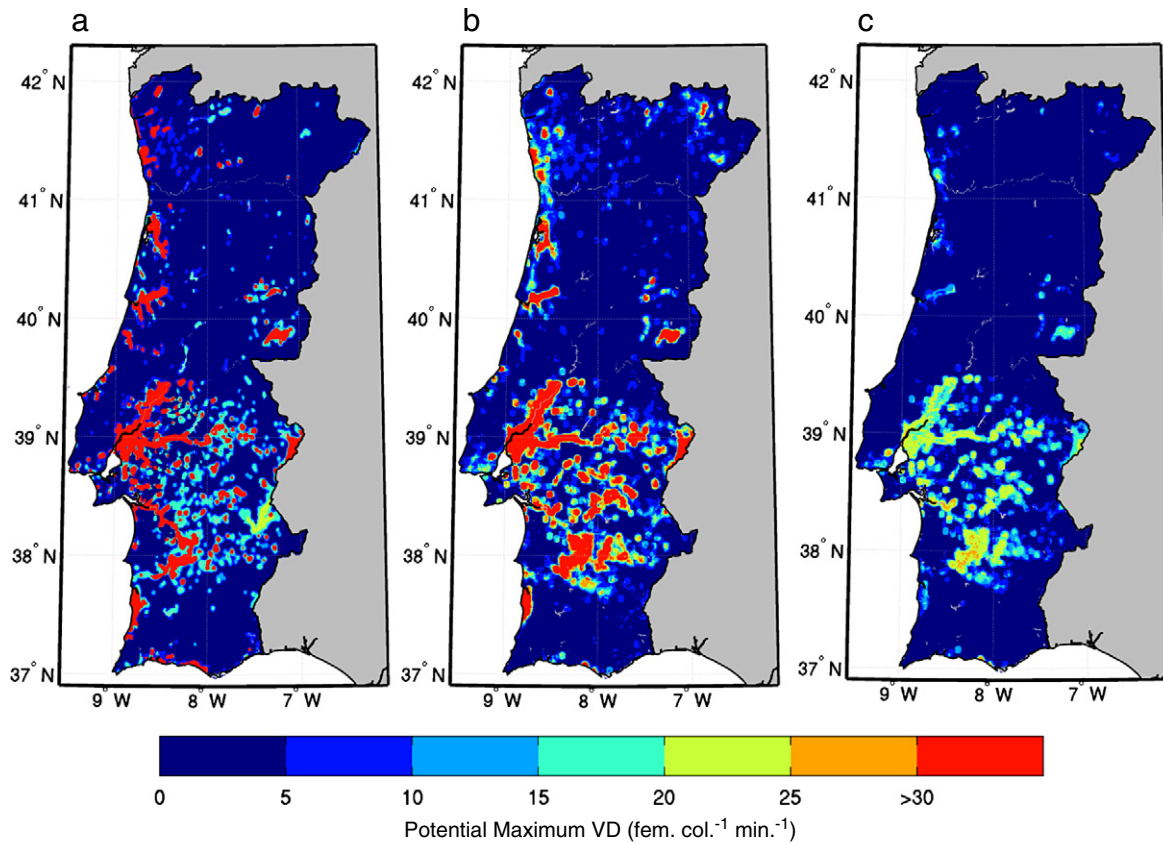 a b c
42° N 42° N 42° N
41° N 41° N 41° N
40° N 40° N 40° N
39° N 39° N 39° N
38° N 38° N 38° N
37° N 37° N 37° N
9° W 8° W 7° W 9° W 8° W 7° W 9° W 8° W 7° W
0 5 10 15 20 25 >30
Potential Maximum VD (fem. col.⁻¹ min.⁻¹)